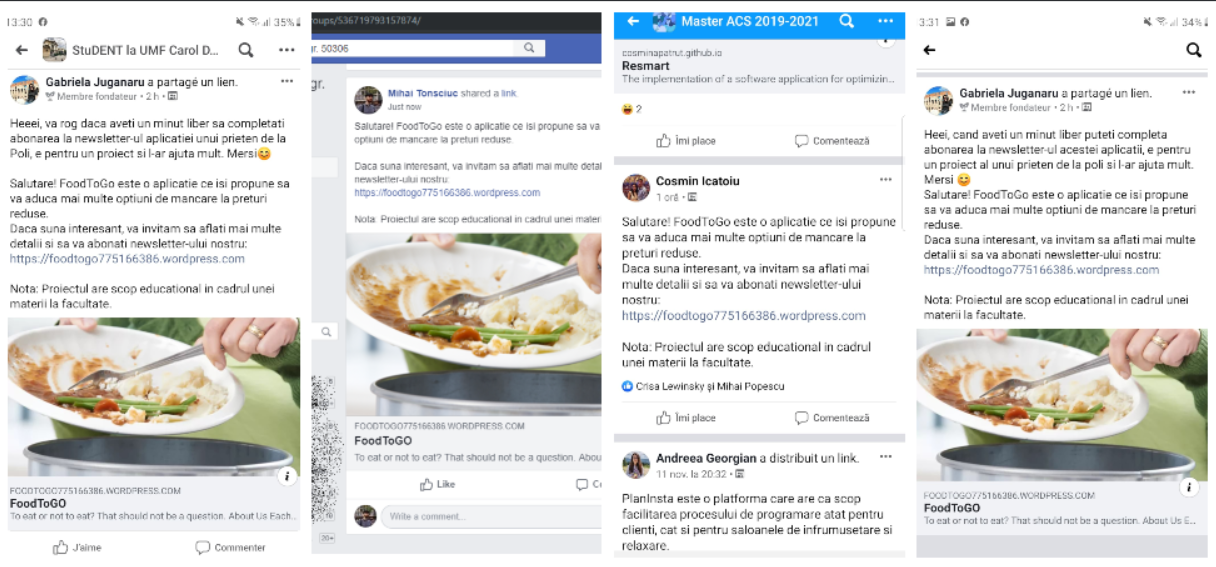 13:30
35%
StuDENT la UMF Carol D...
Gabriela Juganaru a partagé un lien.
Membre fondateur • 2 h •
Heeei, va rog daca aveti un minut liber sa completati
abonarea la newsletter-ul aplicatiei unui prieten de la
Poli, e pentru un proiect si l-ar ajuta mult. Mersi😊
Salutare! FoodToGo este o aplicatie ce isi propune sa
va aduca mai multe optiuni de mancare la preturi
reduse.
Daca suna interesant, va invitam sa aflati mai multe
detalii si sa va abonati newsletter-ului nostru:
https://foodtogo775166386.wordpress.com
Nota: Proiectul are scop educational in cadrul unei
materii la facultate.
FOODTOGO775166386.WORDPRESS.COM
FoodToGO
To eat or not to eat? That should not be a question. About Us Each...
J'aime
Commenter
oups/536719793157874/
gr. 50306
gr.
Mihai Tonsciuc shared a link.
Just now
Salutare! FoodToGo este o aplicatie ce isi propune sa va
optiuni de mancare la preturi reduse.
Daca suna interesant, va invitam sa aflati mai multe detal
newsletter-ului nostru:
https://foodtogo775166386.wordpress.com
Nota: Proiectul are scop educational in cadrul unei mater
FOODTOGO775166386.WORDPRESS.COM
FoodToGO
To eat or not to eat? That should not be a question. Abou
Like
Write a comment...
20+
Master ACS 2019-2021
cosminapatrut.github.io
Resmart
The implementation of a software application for optimizin...
2
Îmi place
Comentează
Cosmin Icatoiu
1 oră •
Salutare! FoodToGo este o aplicatie ce isi propune
sa va aduca mai multe optiuni de mancare la
preturi reduse.
Daca suna interesant, va invitam sa aflati mai
multe detalii si sa va abonati newsletter-ului
nostru:
https://foodtogo775166386.wordpress.com
Nota: Proiectul are scop educational in cadrul
unei materii la facultate.
Crisa Lewinsky și Mihai Popescu
Îmi place
Comentează
Andreea Georgian a distribuit un link.
11 nov. la 20:32 •
PlanInsta este o platforma care are ca scop
facilitarea procesului de programare atat pentru
clienti, cat si pentru saloanele de infrumusetare si
relaxare.
3:31
34%
Gabriela Juganaru a partagé un lien.
Membre fondateur • 2 h •
Heei, cand aveti un minut liber puteti completa
abonarea la newsletter-ul acestei aplicatii, e pentru
un proiect al unui prieten de la poli si l-ar ajuta mult.
Mersi 😊
Salutare! FoodToGo este o aplicatie ce isi propune
sa va aduca mai multe optiuni de mancare la preturi
reduse.
Daca suna interesant, va invitam sa aflati mai multe
detalii si sa va abonati newsletter-ului nostru:
https://foodtogo775166386.wordpress.com
Nota: Proiectul are scop educational in cadrul unei
materii la facultate.
FOODTOGO775166386.WORDPRESS.COM
FoodToGO
To eat or not to eat? That should not be a question. About Us E...